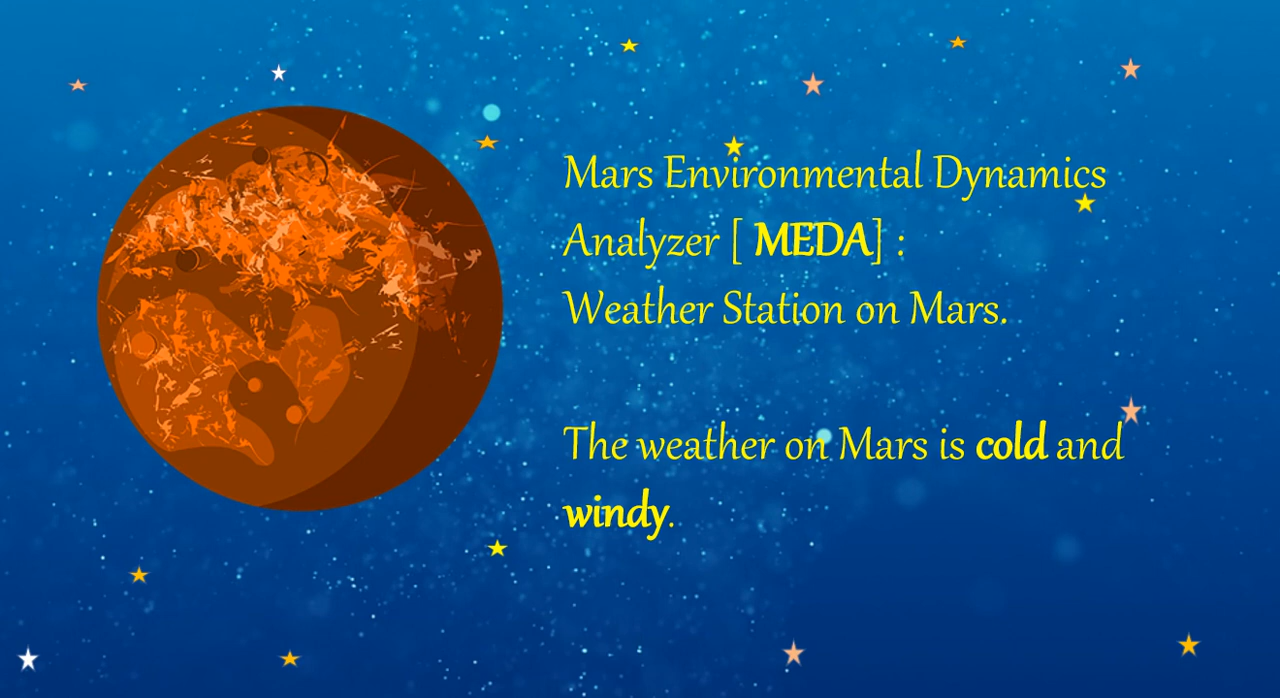 Mars Environmental Dynamics
Analyzer [ MEDA] :
Weather Station on Mars.
The weather on Mars is cold and
windy.